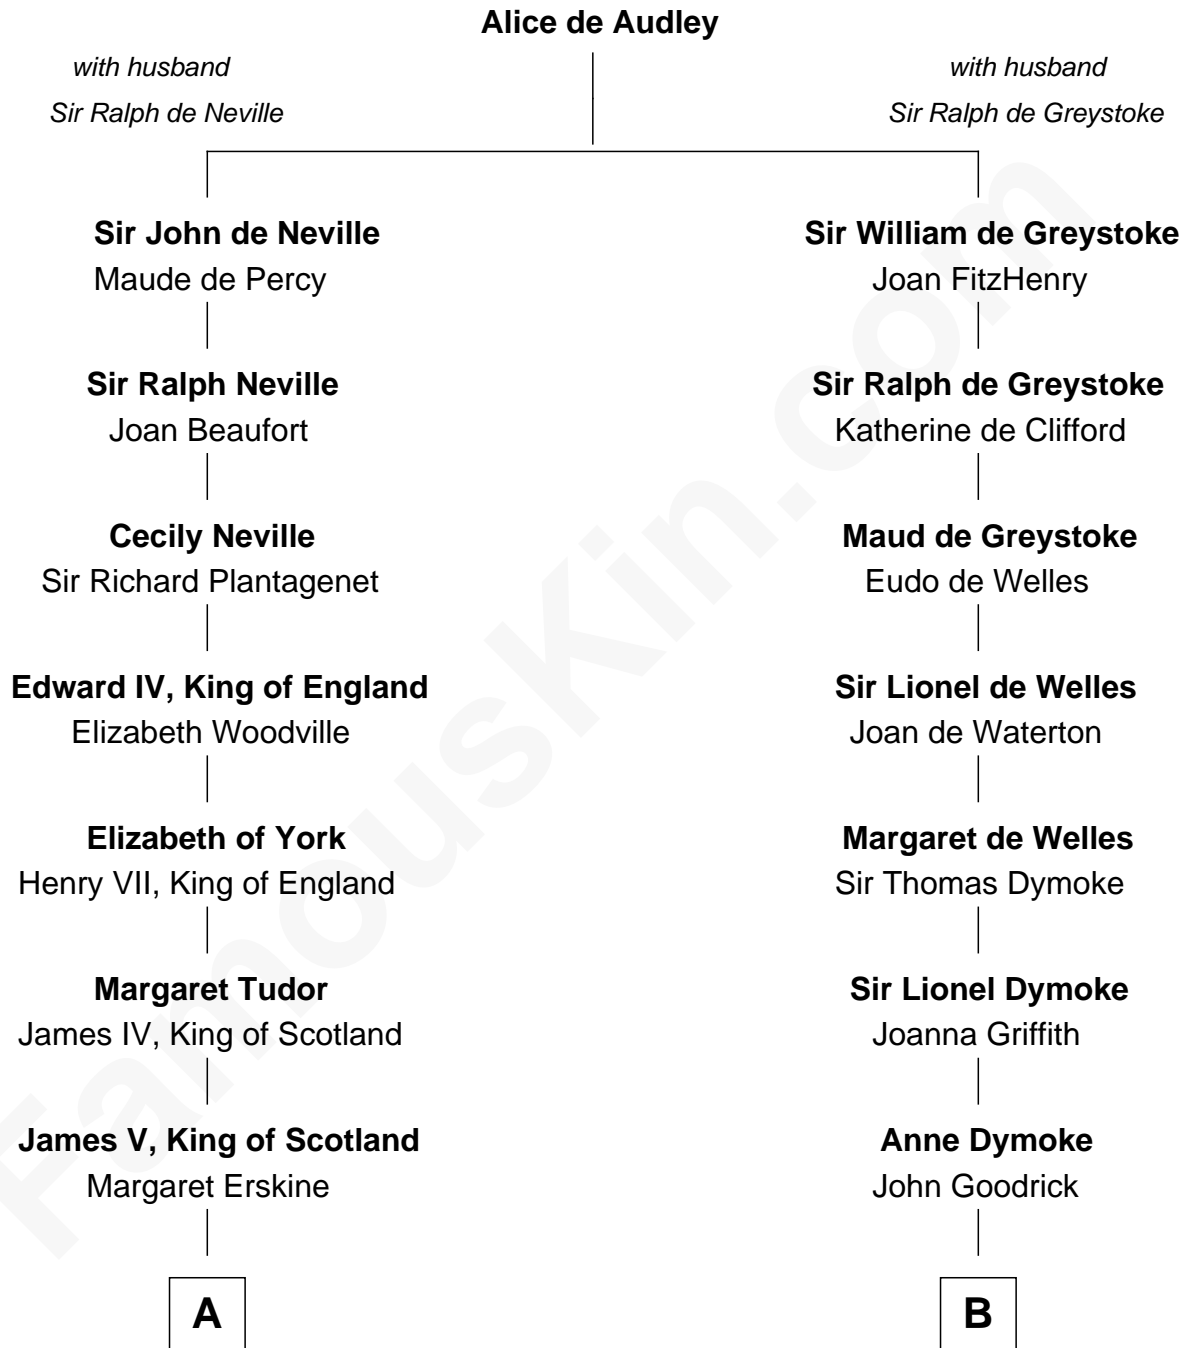 Alice de Audley
with husband
Sir Ralph de Neville
with husband
Sir Ralph de Greystoke
Sir John de Neville
Maude de Percy
Sir William de Greystoke
Joan FitzHenry
Sir Ralph Neville
Joan Beaufort
Sir Ralph de Greystoke
Katherine de Clifford
Cecily Neville
Sir Richard Plantagenet
Maud de Greystoke
Eudo de Welles
Edward IV, King of England
Elizabeth Woodville
Sir Lionel de Welles
Joan de Waterton
Elizabeth of York
Henry VII, King of England
Margaret de Welles
Sir Thomas Dymoke
Margaret Tudor
James IV, King of Scotland
Sir Lionel Dymoke
Joanna Griffith
James V, King of Scotland
Margaret Erskine
Anne Dymoke
John Goodrick
A
B
FamousKin.com